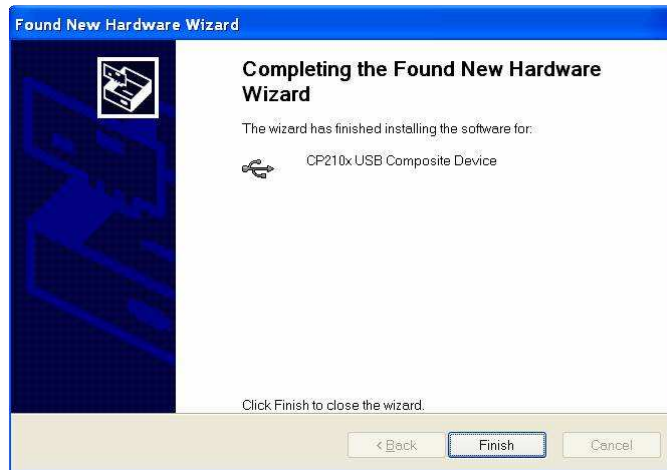 Found New Hardware Wizard
Completing the Found New Hardware
Wizard
The wizard has finished installing the software for:
CP210x USB Composite Device
Click Finish to close the wizard.
< Back Finish Cancel